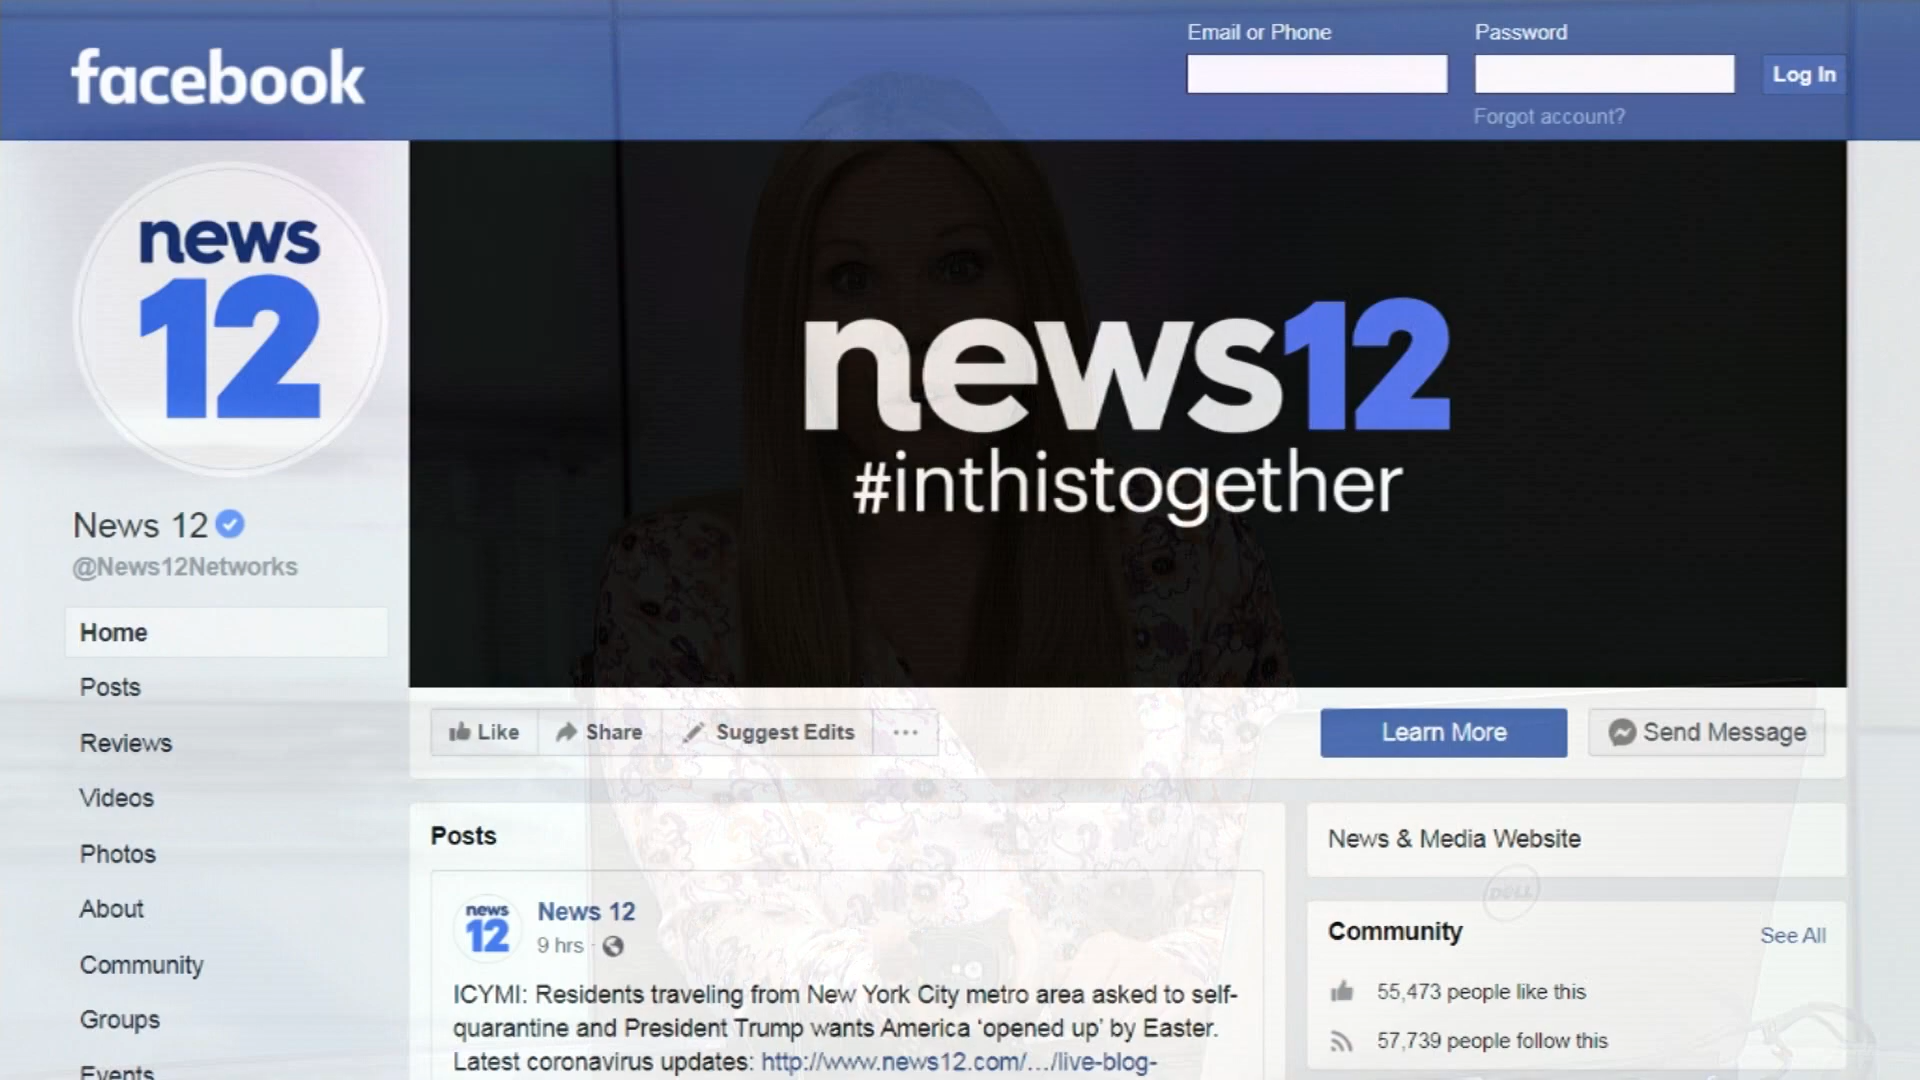 facebook
Email or Phone
Password
Log In
Forgot account?
news
12
news12
#inthistogether
News 12
@News12Networks
Home
Posts
Reviews
Videos
Photos
About
Community
Groups
Events
Like
Share
Suggest Edits
Learn More
Send Message
Posts
news
12
News 12
9 hrs ·
ICYMI: Residents traveling from New York City metro area asked to self-
quarantine and President Trump wants America 'opened up' by Easter.
Latest coronavirus updates: http://www.news12.com/.../live-blog-
News & Media Website
DELL
Community
See All
55,473 people like this
57,739 people follow this